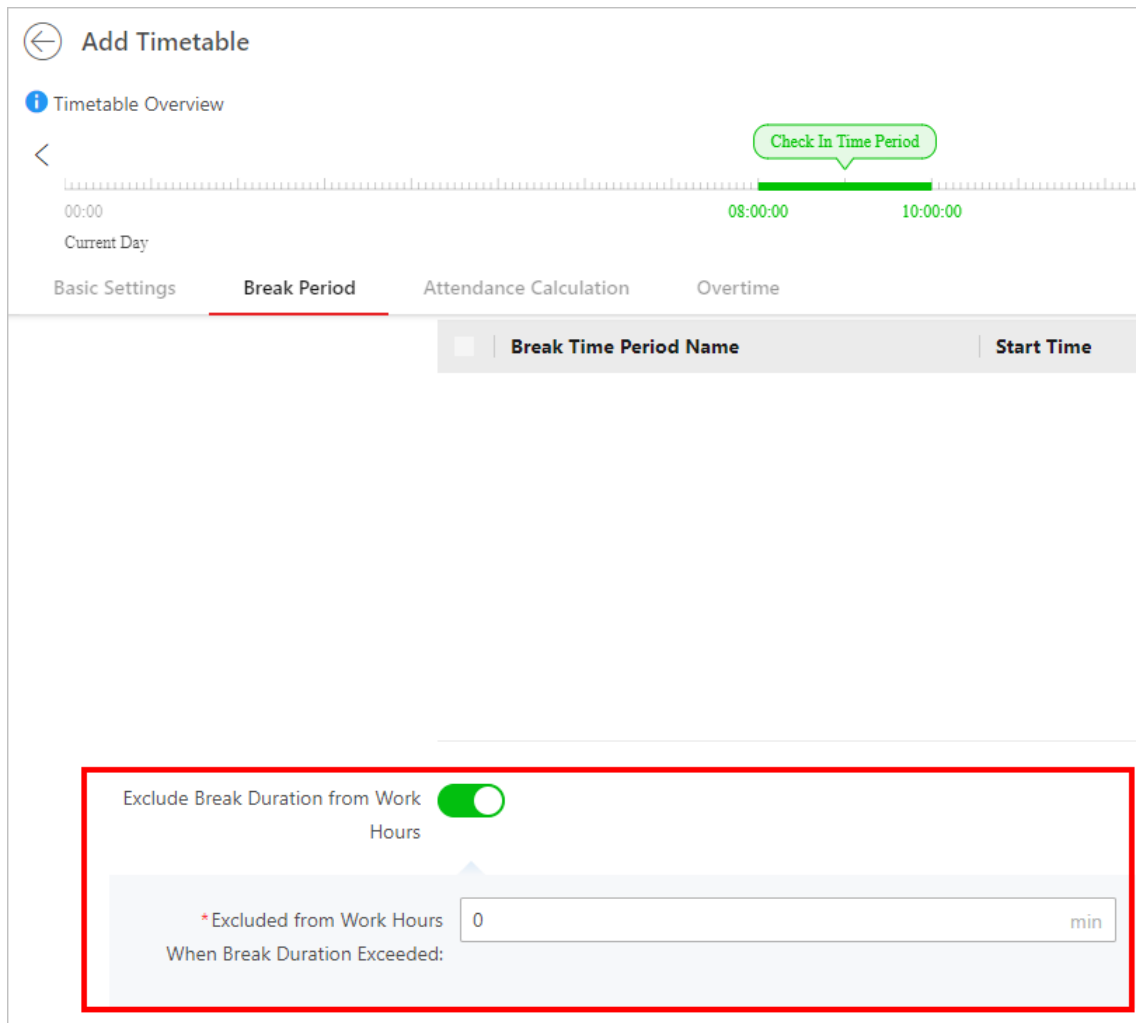 Add Timetable
Timetable Overview
Check In Time Period
00:00
08:00:00
10:00:00
Current Day
Basic Settings
Break Period
Attendance Calculation
Overtime
Break Time Period Name
Start Time
Exclude Break Duration from Work
Hours
*Excluded from Work Hours
When Break Duration Exceeded:
0
min